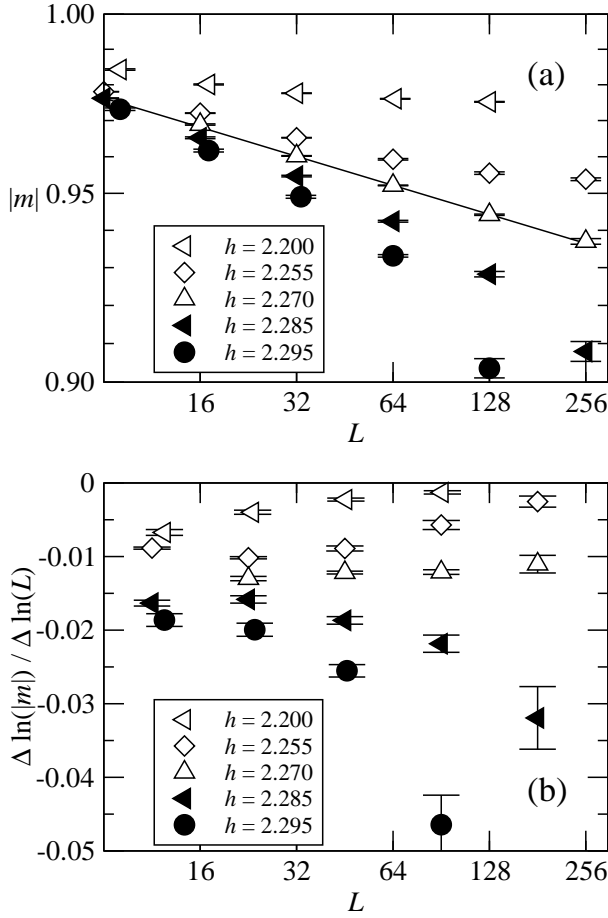 1.00
(a)
0.95
|m|
h = 2.200
h = 2.255
h = 2.270
h = 2.285
h = 2.295
0.90
16 32 64 128 256
L
0
-0.01
-0.02
-0.03
-0.04
-0.05
Δ ln(|m|) / Δ ln(L)
h = 2.200
h = 2.255
h = 2.270
h = 2.285
h = 2.295
(b)
16 32 64 128 256
L